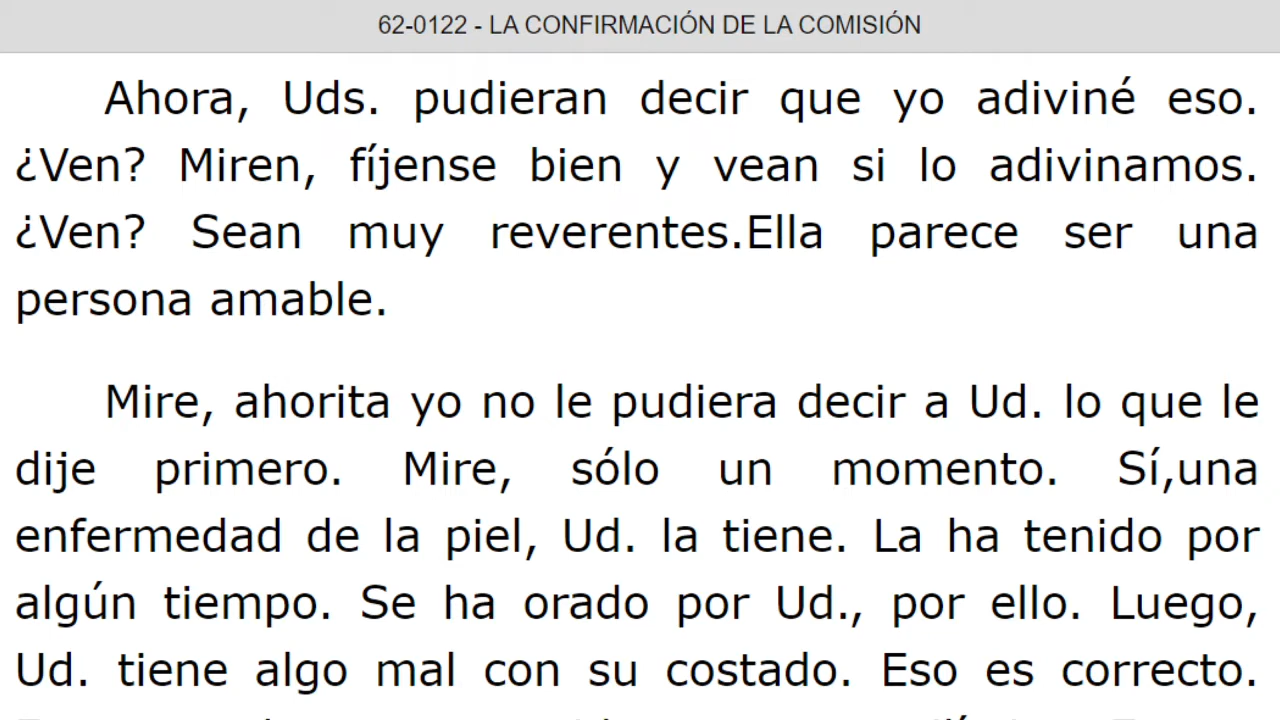 62-0122 - LA CONFIRMACIÓN DE LA COMISIÓN
Ahora, Uds. pudieran decir que yo adiviné eso.
¿Ven? Miren, fíjense bien y vean si lo adivinamos.
¿Ven? Sean muy reverentes.Ella parece ser una
persona amable.
Mire, ahorita yo no le pudiera decir a Ud. lo que le
dije primero. Mire, sólo un momento. Sí,una
enfermedad de la piel, Ud. la tiene. La ha tenido por
algún tiempo. Se ha orado por Ud., por ello. Luego,
Ud. tiene algo mal con su costado. Eso es correcto.